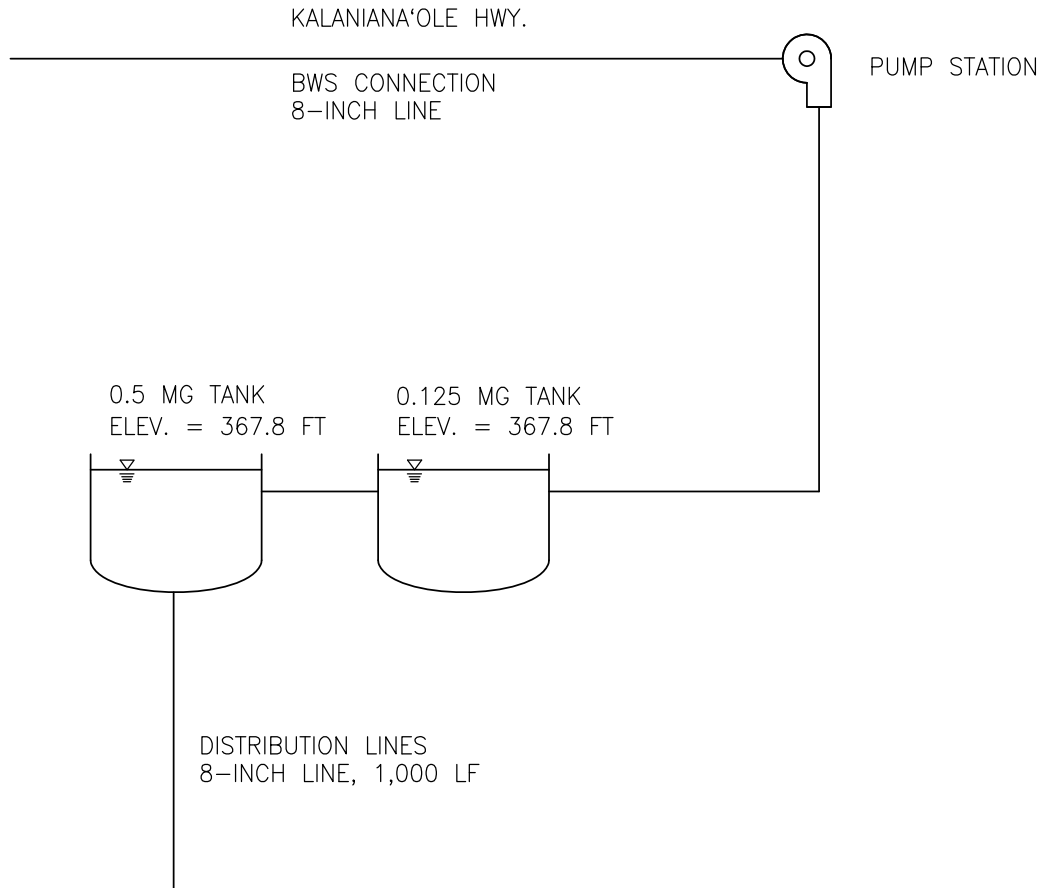 KALANIANA‘OLE HWY.
PUMP STATION
BWS CONNECTION
8–INCH LINE
0.5 MG TANK
ELEV. = 367.8 FT
0.125 MG TANK
ELEV. = 367.8 FT
DISTRIBUTION LINES
8–INCH LINE, 1,000 LF